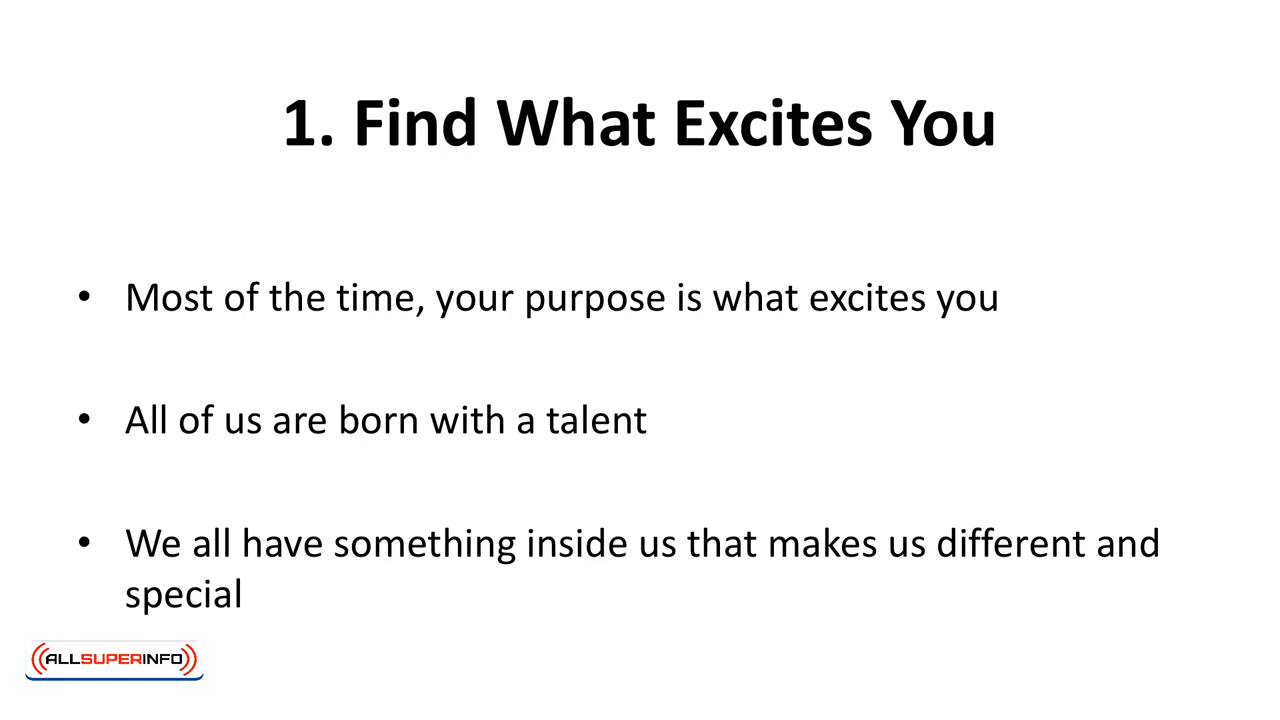 1. Find What Excites You
• Most of the time, your purpose is what excites you
• All of us are born with a talent
• We all have something inside us that makes us different and
special
ALLSUPERINFO